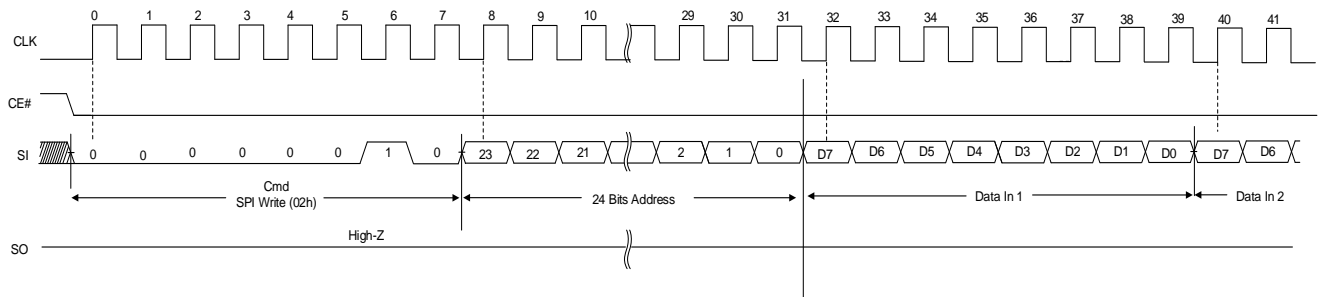 0 1 2 3 4 5 6 7 8 9 10 29 30 31 32 33 34 35 36 37 38 39 40 41
CLK
CE#
SI 0 0 0 0 0 0 1 0 23 22 21 2 1 0 D7 D6 D5 D4 D3 D2 D1 D0 D7 D6
Cmd
SPI Write (02h) 24 Bits Address Data In 1 Data In 2
High-Z
SO